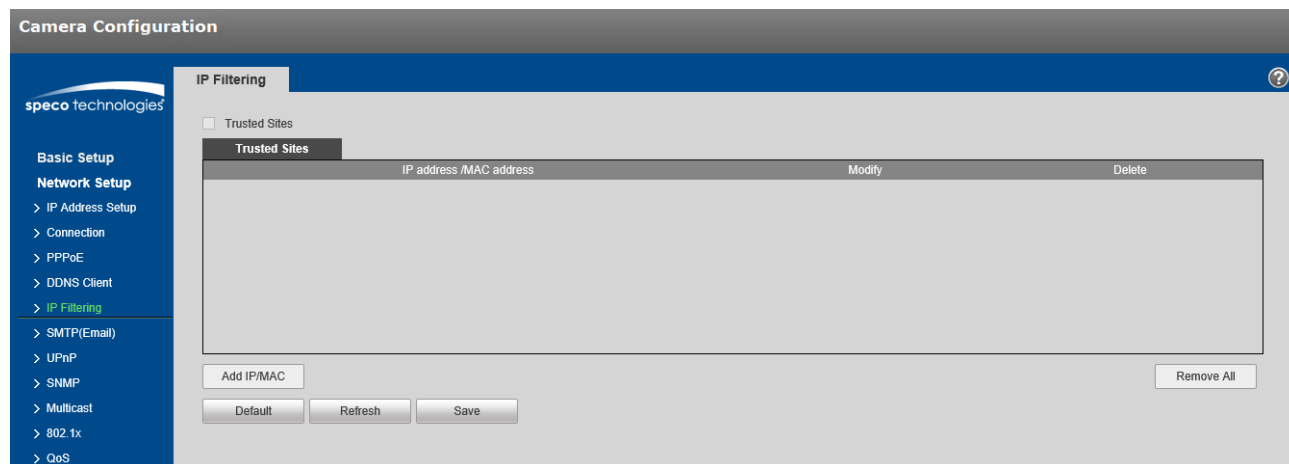 Camera Configuration
speco technologies
IP Filtering
?
Basic Setup
Network Setup
> IP Address Setup
> Connection
> PPPoE
> DDNS Client
> IP Filtering
> SMTP(Email)
> UPnP
> SNMP
> Multicast
> 802.1x
> QoS
Trusted Sites
Trusted Sites
IP address /MAC address Modify Delete
Add IP/MAC Remove All
Default Refresh Save